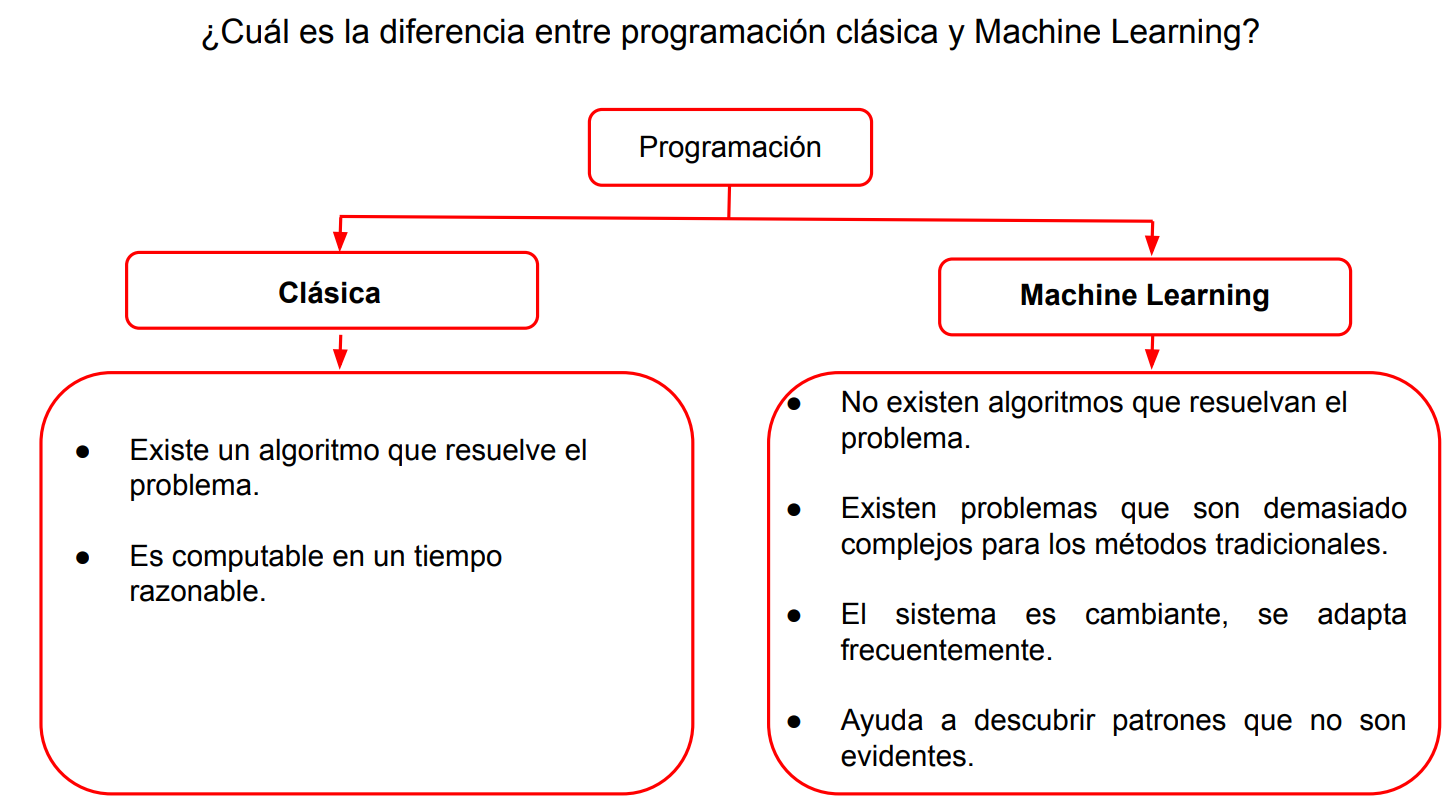 ¿Cuál es la diferencia entre programación clásica y Machine Learning?
Programación
Clásica
● Existe un algoritmo que resuelve el
problema.
● Es computable en un tiempo
razonable.
Machine Learning
● No existen algoritmos que resuelvan el
problema.
● Existen problemas que son demasiado
complejos para los métodos tradicionales.
● El sistema es cambiante, se adapta
frecuentemente.
● Ayuda a descubrir patrones que no son
evidentes.